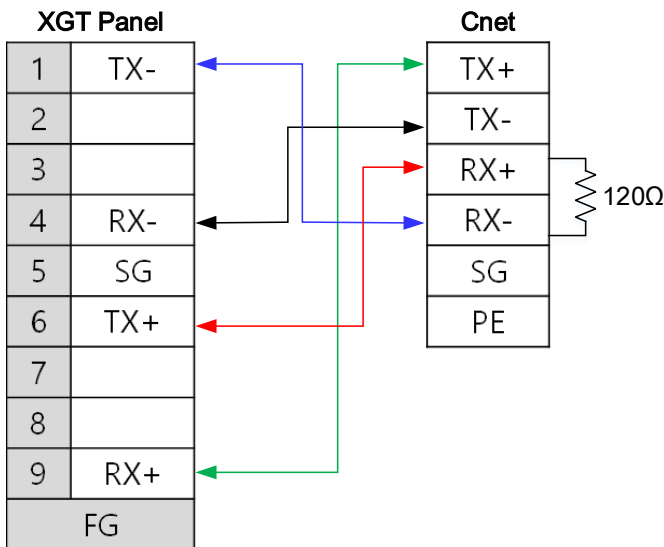 XGT Panel
1 TX-
2
3
4 RX-
5 SG
6 TX+
7
8
9 RX+
FG
Cnet
TX+
TX-
RX+
RX-
SG
PE
120Ω